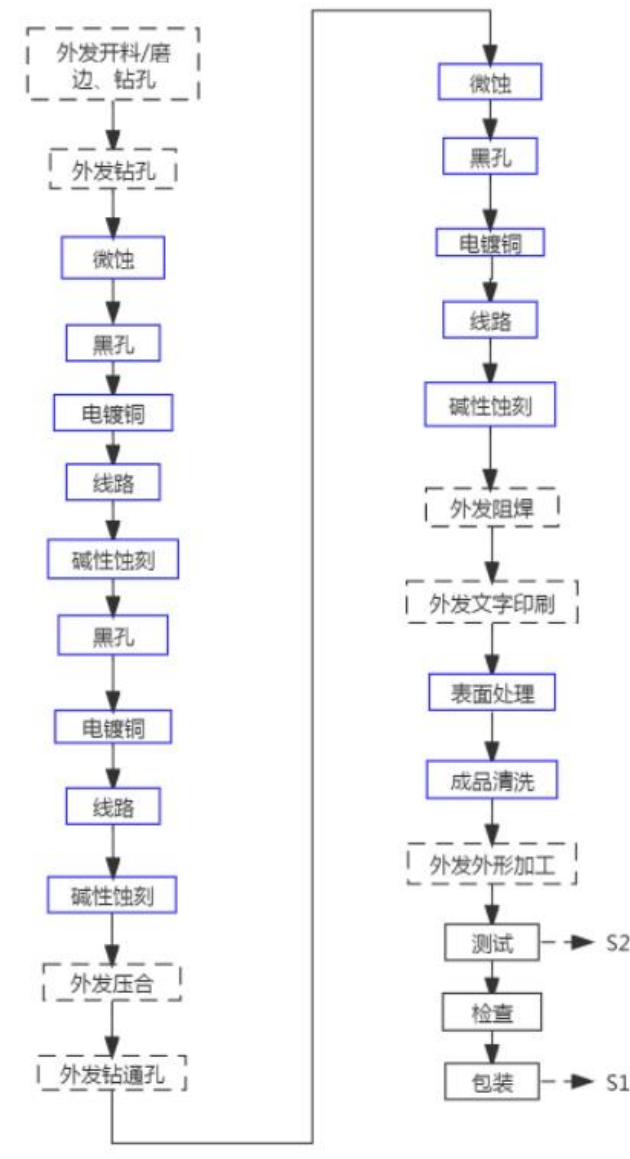 外发开料/磨
边、钻孔
外发钻孔
微蚀
黑孔
电镀铜
线路
碱性蚀刻
黑孔
电镀铜
线路
碱性蚀刻
外发压合
外发钻通孔
微蚀
黑孔
电镀铜
线路
碱性蚀刻
外发阻焊
外发文字印刷
表面处理
成品清洗
外发外形加工
测试
S2
检查
包装
S1